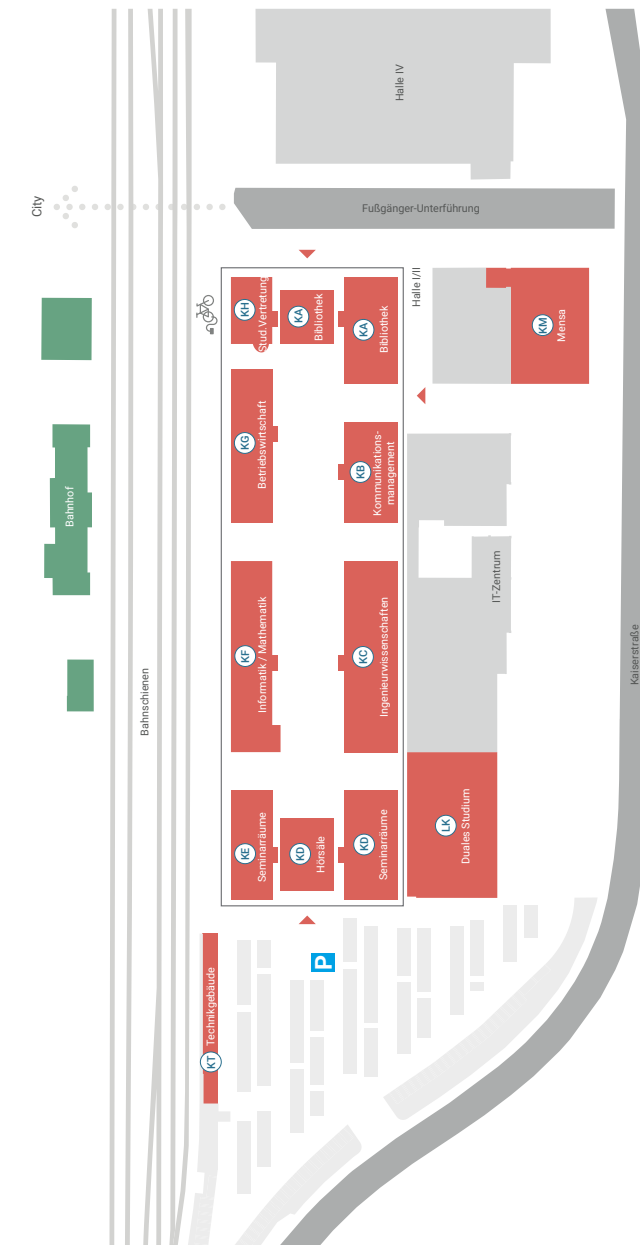 City
Halle IV
Fußgänger-Unterführung
KH
Stud.Vertretung
KA
Bibliothek
KA
Bibliothek
Halle I/II
KM
Mensa
Bahnhof
KG
Betriebswirtschaft
KB
Kommunikations-
management
IT-Zentrum
KF
Informatik / Mathematik
KC
Ingenieurwissenschaften
Kaiserstraße
Bahnschienen
KE
Seminarräume
KD
Hörsäle
KD
Seminarräume
LK
Duales Studium
P
KT
Technikgebäude